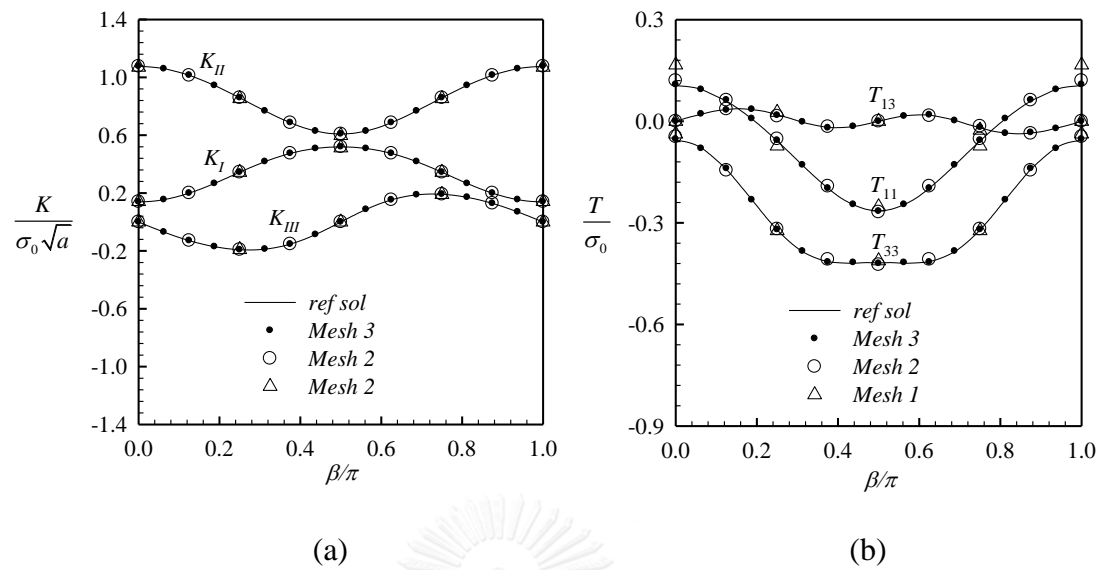 1.4
1.0
0.6
0.2
-0.2
-0.6
-1.0
-1.4
K
σ₀√a
K_II
K_I
K_III
ref sol
Mesh 3
Mesh 2
Mesh 2
0.0 0.2 0.4 0.6 0.8 1.0
β/π
(a)
0.3
0.0
-0.3
-0.6
-0.9
T
σ₀
T₁₃
T₁₁
T₃₃
ref sol
Mesh 3
Mesh 2
Mesh 1
0.0 0.2 0.4 0.6 0.8 1.0
β/π
(b)